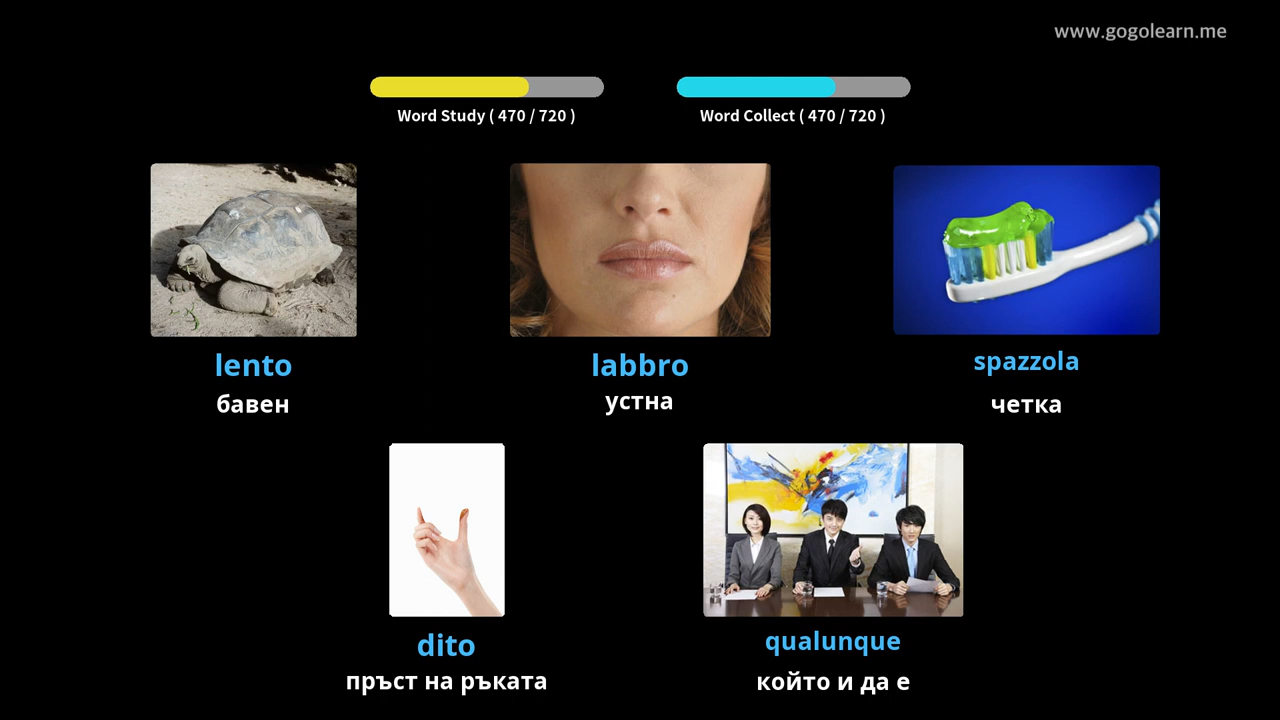 www.gogolearn.me
Word Study ( 470 / 720 )
Word Collect ( 470 / 720 )
lento
бавен
labbro
устна
spazzola
четка
dito
пръст на ръката
qualunque
който и да е